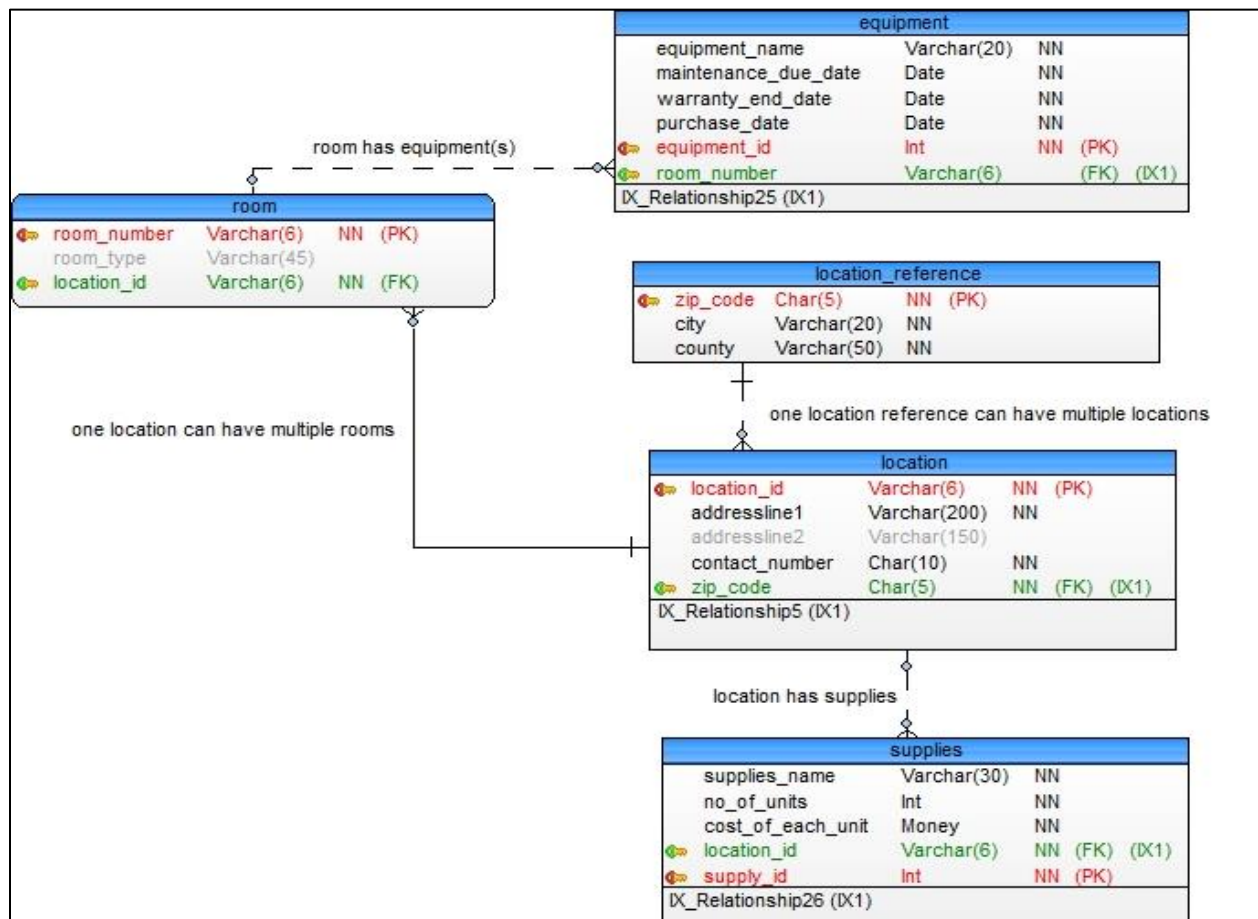 equipment
equipment_name Varchar(20) NN
maintenance_due_date Date NN
warranty_end_date Date NN
purchase_date Date NN
equipment_id Int NN (PK)
room_number Varchar(6) (FK) (IX1)
IX_Relationship25 (IX1)
room has equipment(s)
room
room_number Varchar(6) NN (PK)
room_type Varchar(45)
location_id Varchar(6) NN (FK)
location_reference
zip_code Char(5) NN (PK)
city Varchar(20) NN
county Varchar(50) NN
one location can have multiple rooms
one location reference can have multiple locations
location
location_id Varchar(6) NN (PK)
addressline1 Varchar(200) NN
addressline2 Varchar(150)
contact_number Char(10) NN
zip_code Char(5) NN (FK) (IX1)
IX_Relationship5 (IX1)
location has supplies
supplies
supplies_name Varchar(30) NN
no_of_units Int NN
cost_of_each_unit Money NN
location_id Varchar(6) NN (FK) (IX1)
supply_id Int NN (PK)
IX_Relationship26 (IX1)